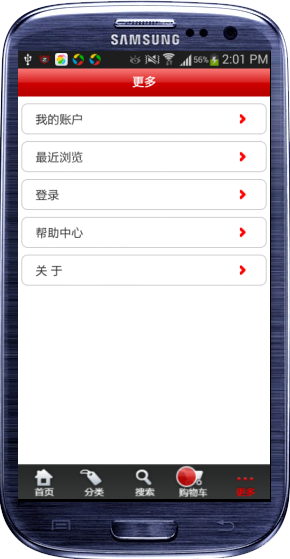 SAMSUNG
56% 2:01 PM
更多
我的账户
最近浏览
登录
帮助中心
关 于
首页 分类 搜索 购物车 更多